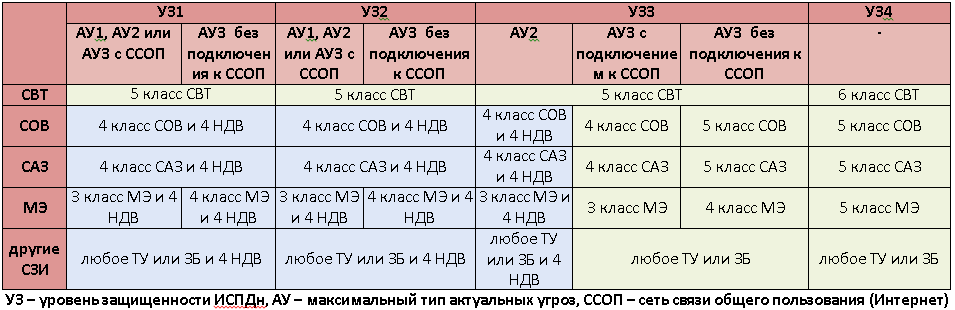 УЗ1 УЗ2 УЗ3 УЗ4
АУ1, АУ2 или АУЗ с ССОП
АУЗ без подключения к ССОП
АУ1, АУ2 или АУЗ с ССОП
АУЗ без подключения к ССОП
АУ2
АУЗ с подключением к ССОП
АУЗ без подключения к ССОП
-
СВТ 5 класс СВТ 5 класс СВТ 5 класс СВТ 6 класс СВТ
СОВ 4 класс СОВ и 4 НДВ 4 класс СОВ и 4 НДВ 4 класс СОВ и 4 НДВ 4 класс СОВ 5 класс СОВ 5 класс СОВ
САЗ 4 класс САЗ и 4 НДВ 4 класс САЗ и 4 НДВ 4 класс САЗ и 4 НДВ 4 класс САЗ 5 класс САЗ 5 класс САЗ
МЭ 3 класс МЭ и 4 НДВ 4 класс МЭ и 4 НДВ 3 класс МЭ и 4 НДВ 4 класс МЭ и 4 НДВ 3 класс МЭ и 4 НДВ 3 класс МЭ 4 класс МЭ 5 класс МЭ
другие СЗИ любое ТУ или ЗБ и 4 НДВ любое ТУ или ЗБ и 4 НДВ любое ТУ или ЗБ и 4 НДВ любое ТУ или ЗБ любое ТУ или ЗБ
УЗ – уровень защищенности ИСПДн, АУ – максимальный тип актуальных угроз, ССОП – сеть связи общего пользования (Интернет)